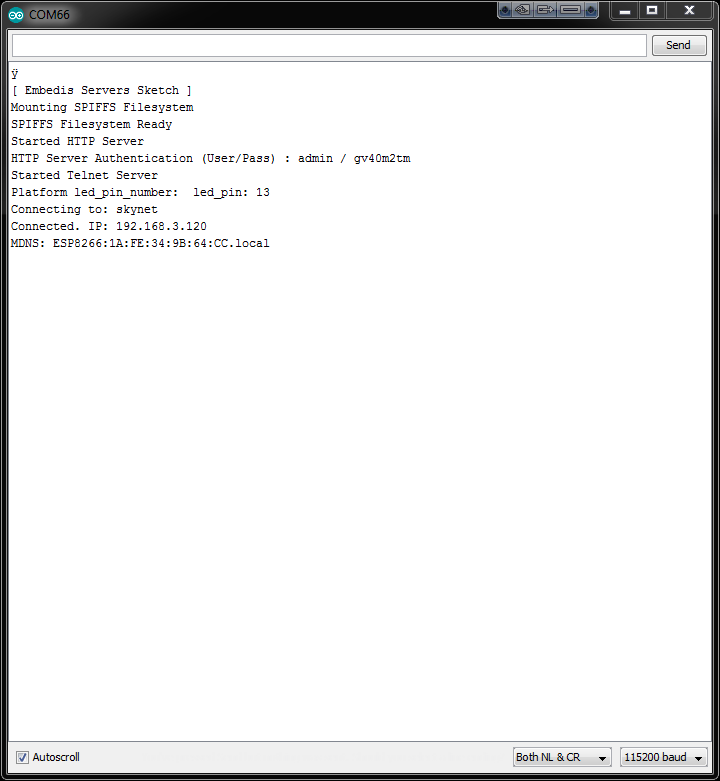 COM66
Send
ÿ
[ Embedis Servers Sketch ]
Mounting SPIFFS Filesystem
SPIFFS Filesystem Ready
Started HTTP Server
HTTP Server Authentication (User/Pass) : admin / gv40m2tm
Started Telnet Server
Platform led_pin_number:  led_pin: 13
Connecting to: skynet
Connected. IP: 192.168.3.120
MDNS: ESP8266:1A:FE:34:9B:64:CC.local
Autoscroll
Both NL & CR
115200 baud